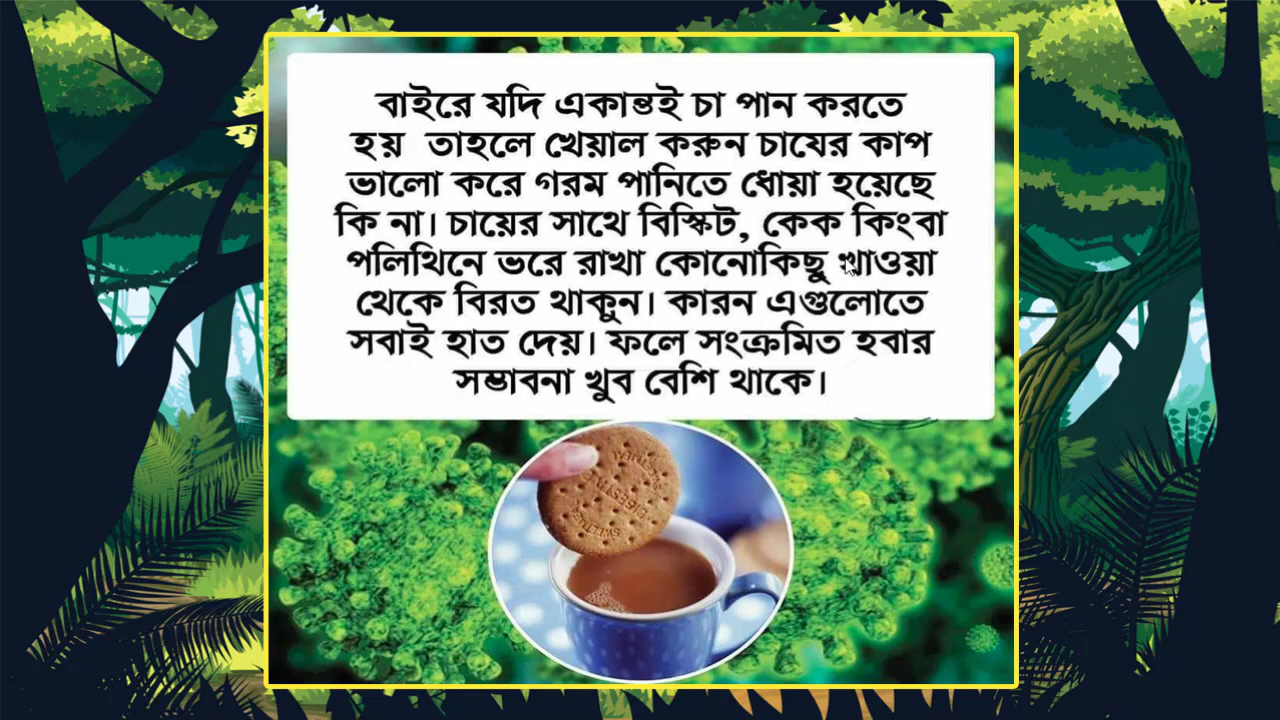 বাইরে যদি একান্তই চা পান করতে
হয় তাহলে খেয়াল করুন চাযের কাপ
ভালো করে গরম পানিতে ধোয়া হয়েছে
কি না। চায়ের সাথে বিস্কিট, কেক কিংবা
পলিথিনে ভরে রাখা কোনোকিছু খাওয়া
থেকে বিরত থাকুন। কারন এগুলোতে
সবাই হাত দেয়। ফলে সংক্রমিত হবার
সম্ভাবনা খুব বেশি থাকে।
DIGESTIVE